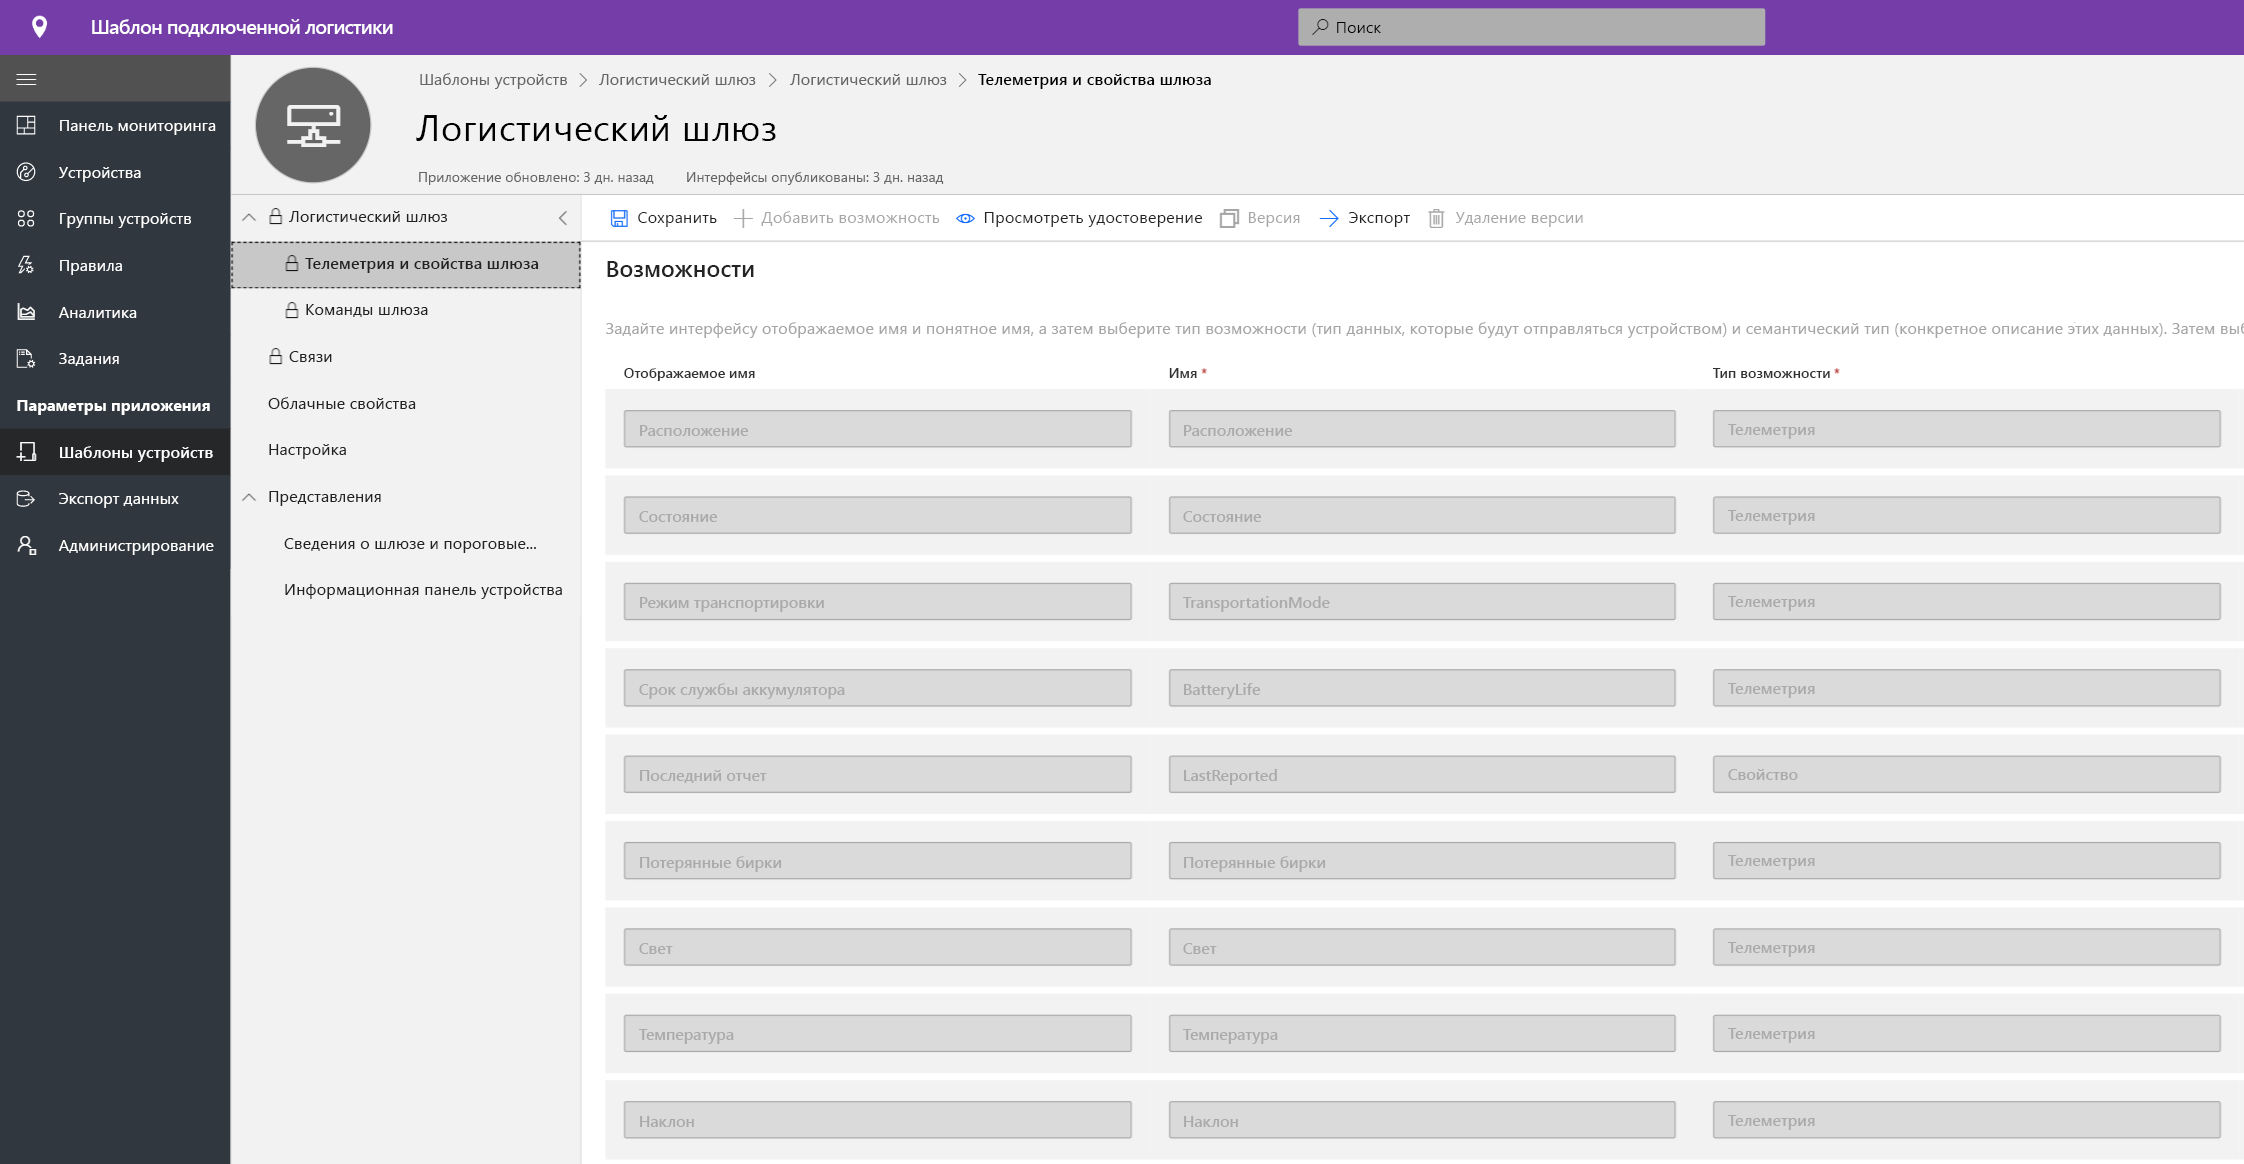 Шаблон подключенной логистики
Поиск
Панель мониторинга
Устройства
Группы устройств
Правила
Аналитика
Задания
Параметры приложения
Шаблоны устройств
Экспорт данных
Администрирование
Шаблоны устройств > Логистический шлюз > Логистический шлюз > Телеметрия и свойства шлюза
Логистический шлюз
Приложение обновлено: 3 дн. назад Интерфейсы опубликованы: 3 дн. назад
Логистический шлюз
Телеметрия и свойства шлюза
Команды шлюза
Связи
Облачные свойства
Настройка
Представления
Сведения о шлюзе и пороговые...
Информационная панель устройства
Сохранить Добавить возможность Просмотреть удостоверение Версия Экспорт Удаление версии
Возможности
Задайте интерфейсу отображаемое имя и понятное имя, а затем выберите тип возможности (тип данных, которые будут отправляться устройством) и семантический тип (конкретное описание этих данных). Затем выб
Отображаемое имя Имя * Тип возможности *
Расположение Расположение Телеметрия
Состояние Состояние Телеметрия
Режим транспортировки TransportationMode Телеметрия
Срок службы аккумулятора BatteryLife Телеметрия
Последний отчет LastReported Свойство
Потерянные бирки Потерянные бирки Телеметрия
Свет Свет Телеметрия
Температура Температура Телеметрия
Наклон Наклон Телеметрия